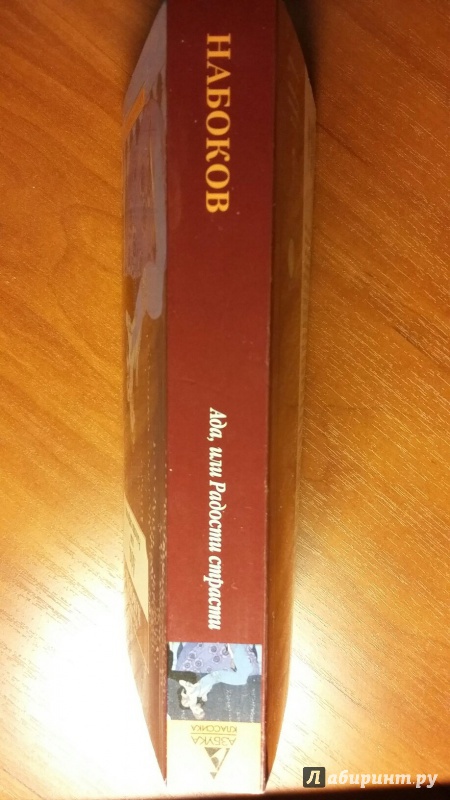 НАБОКОВ
Ада, или Радости страсти
АЗБУКА
КЛАССИКА
Лабиринт.ру